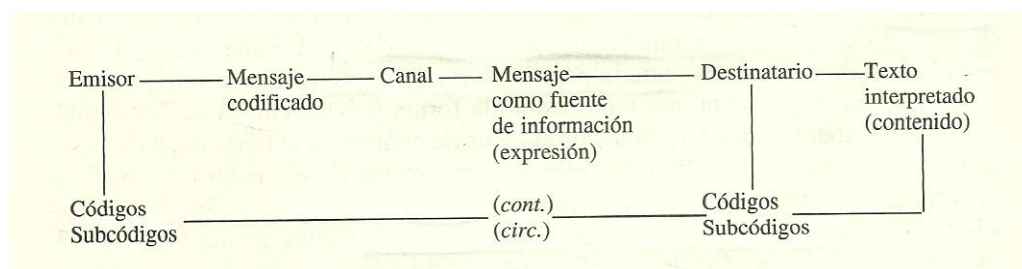 Emisor Mensaje codificado Canal Mensaje como fuente de información (expresión) Destinatario Texto interpretado (contenido)
Códigos Subcódigos (cont.) (circ.) Códigos Subcódigos